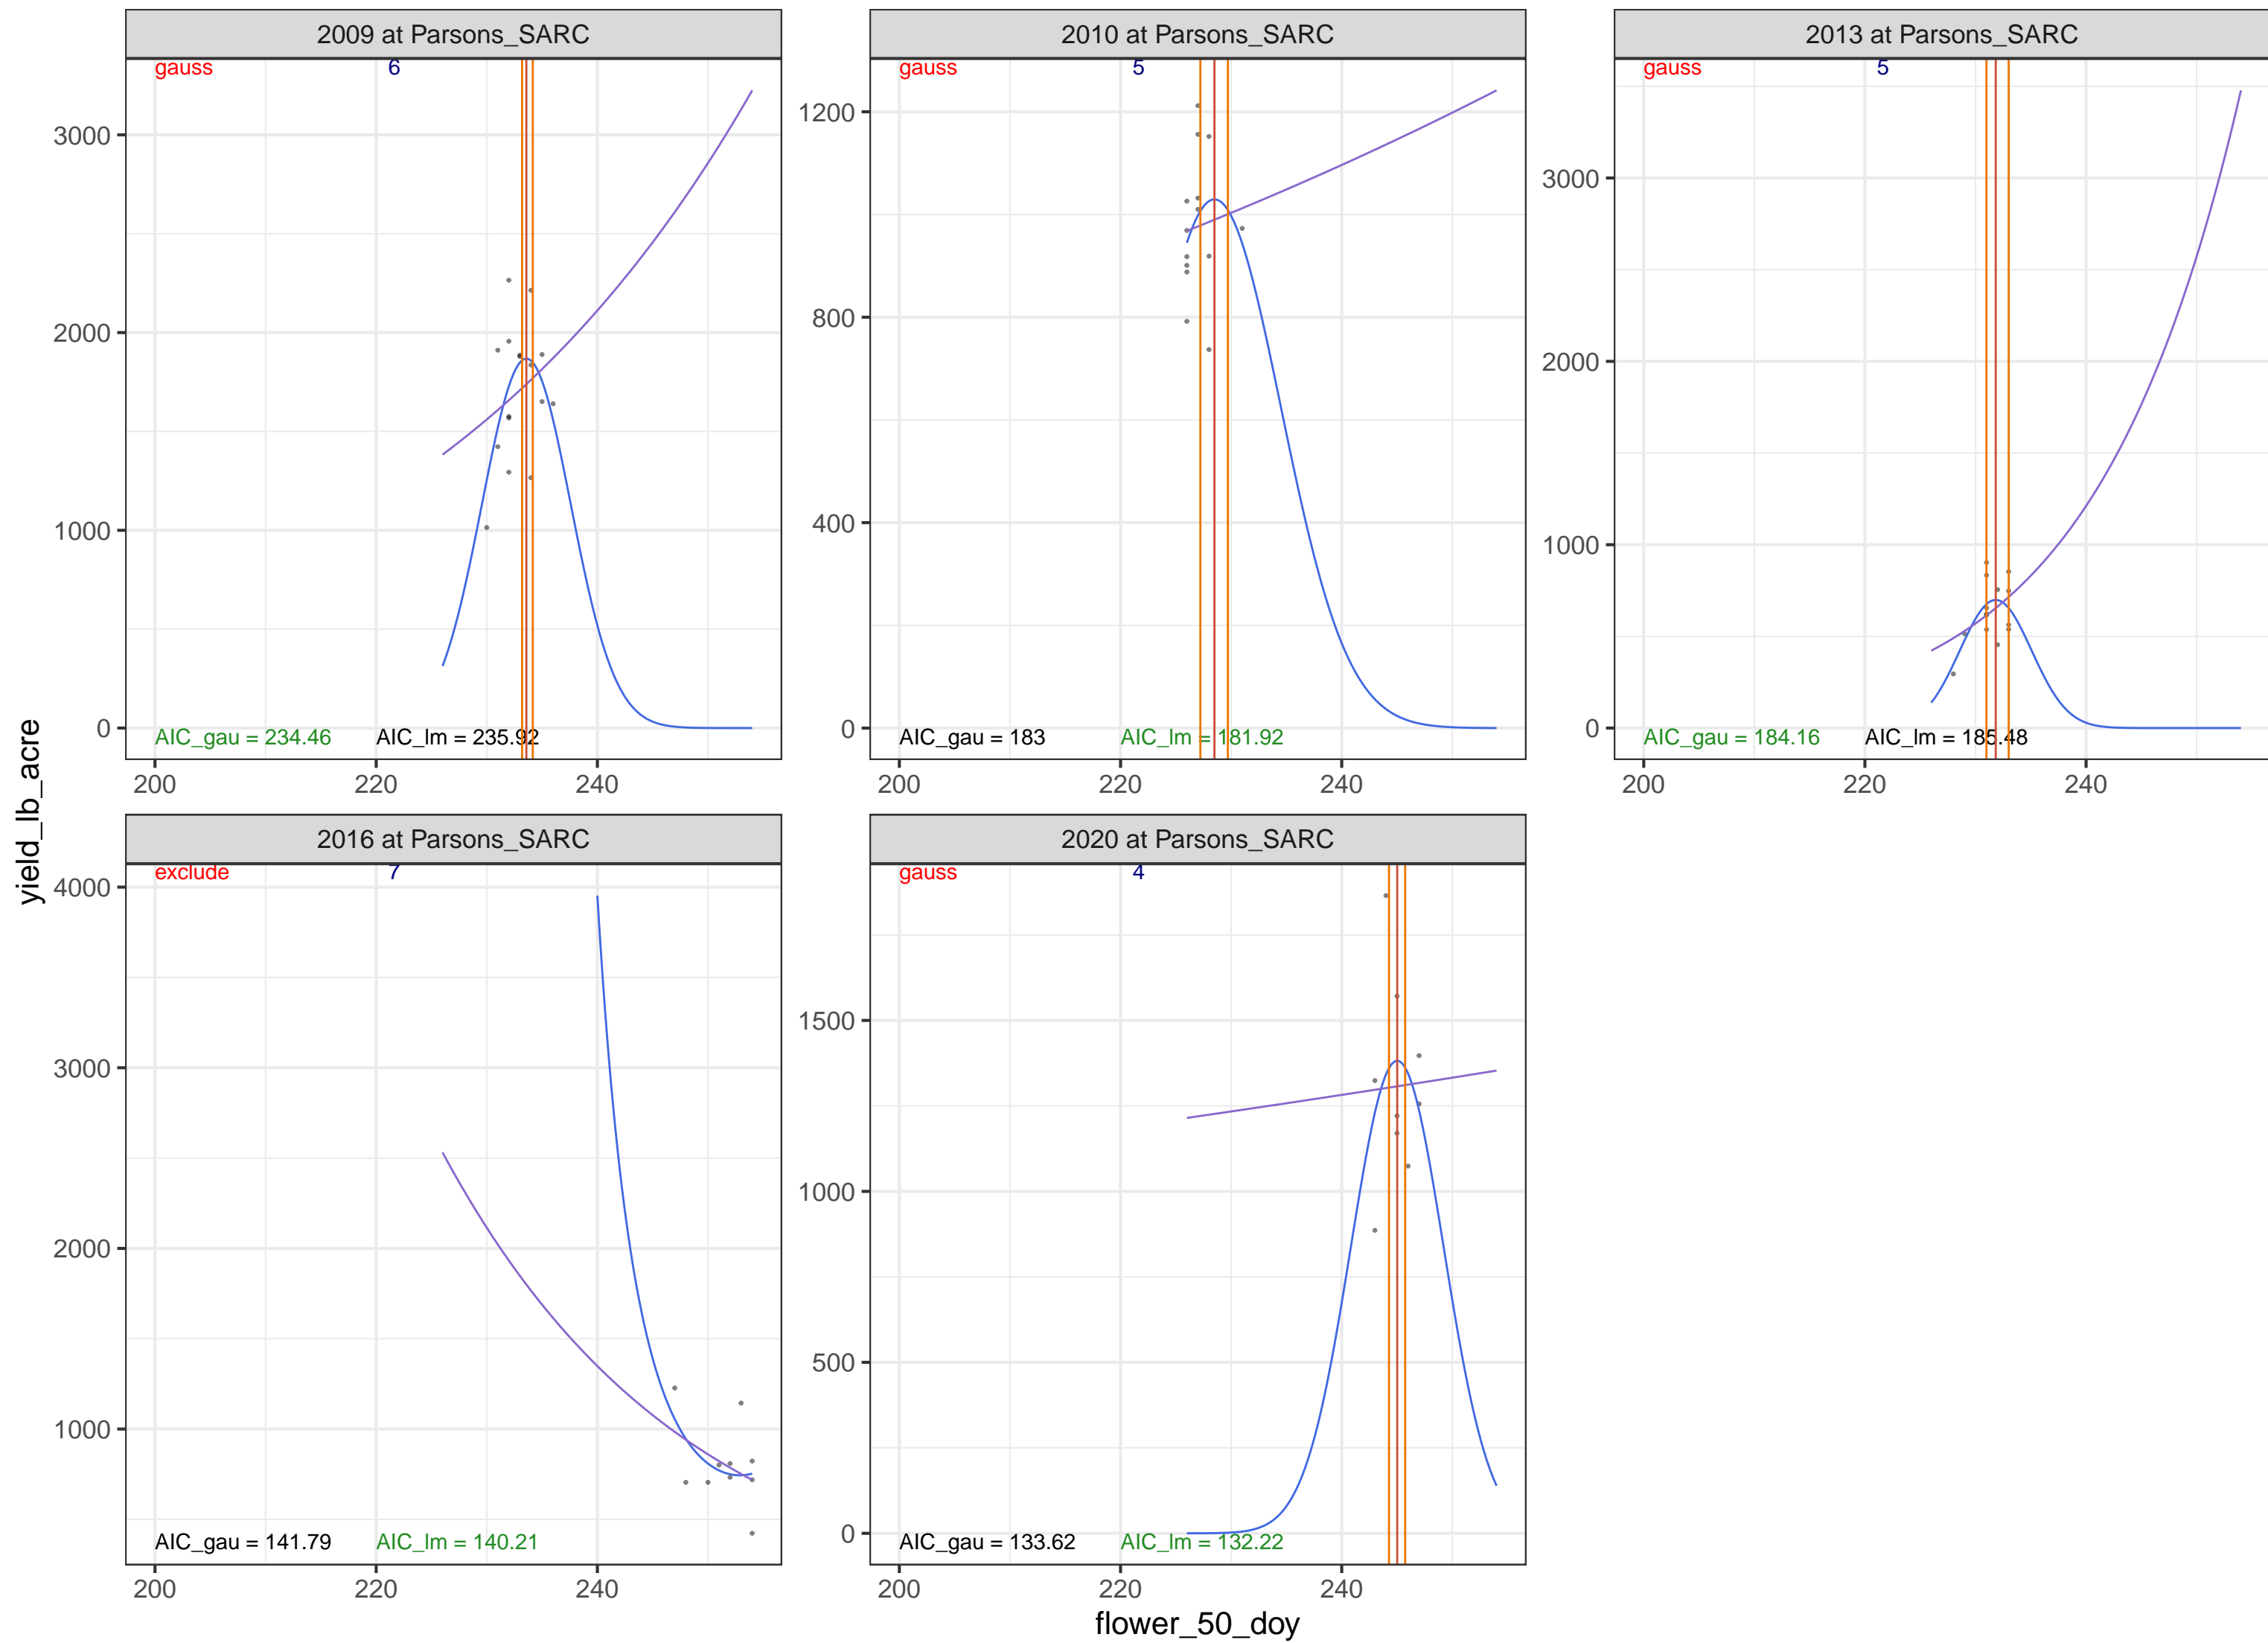 2009 at Parsons_SARC
2010 at Parsons_SARC
2013 at Parsons_SARC
gauss 6
gauss 5
gauss 5
3000
2000
1000
0
1200
800
400
0
3000
2000
1000
0
AIC_gau = 234.46 AIC_lm = 235.92
AIC_gau = 183 AIC_lm = 181.92
AIC_gau = 184.16 AIC_lm = 185.48
200 220 240
200 220 240
200 220 240
yield_lb_acre
2016 at Parsons_SARC
2020 at Parsons_SARC
exclude 7
gauss 4
4000
3000
2000
1000
1500
1000
500
0
AIC_gau = 141.79 AIC_lm = 140.21
AIC_gau = 133.62 AIC_lm = 132.22
200 220 240
200 220 240
flower_50_doy